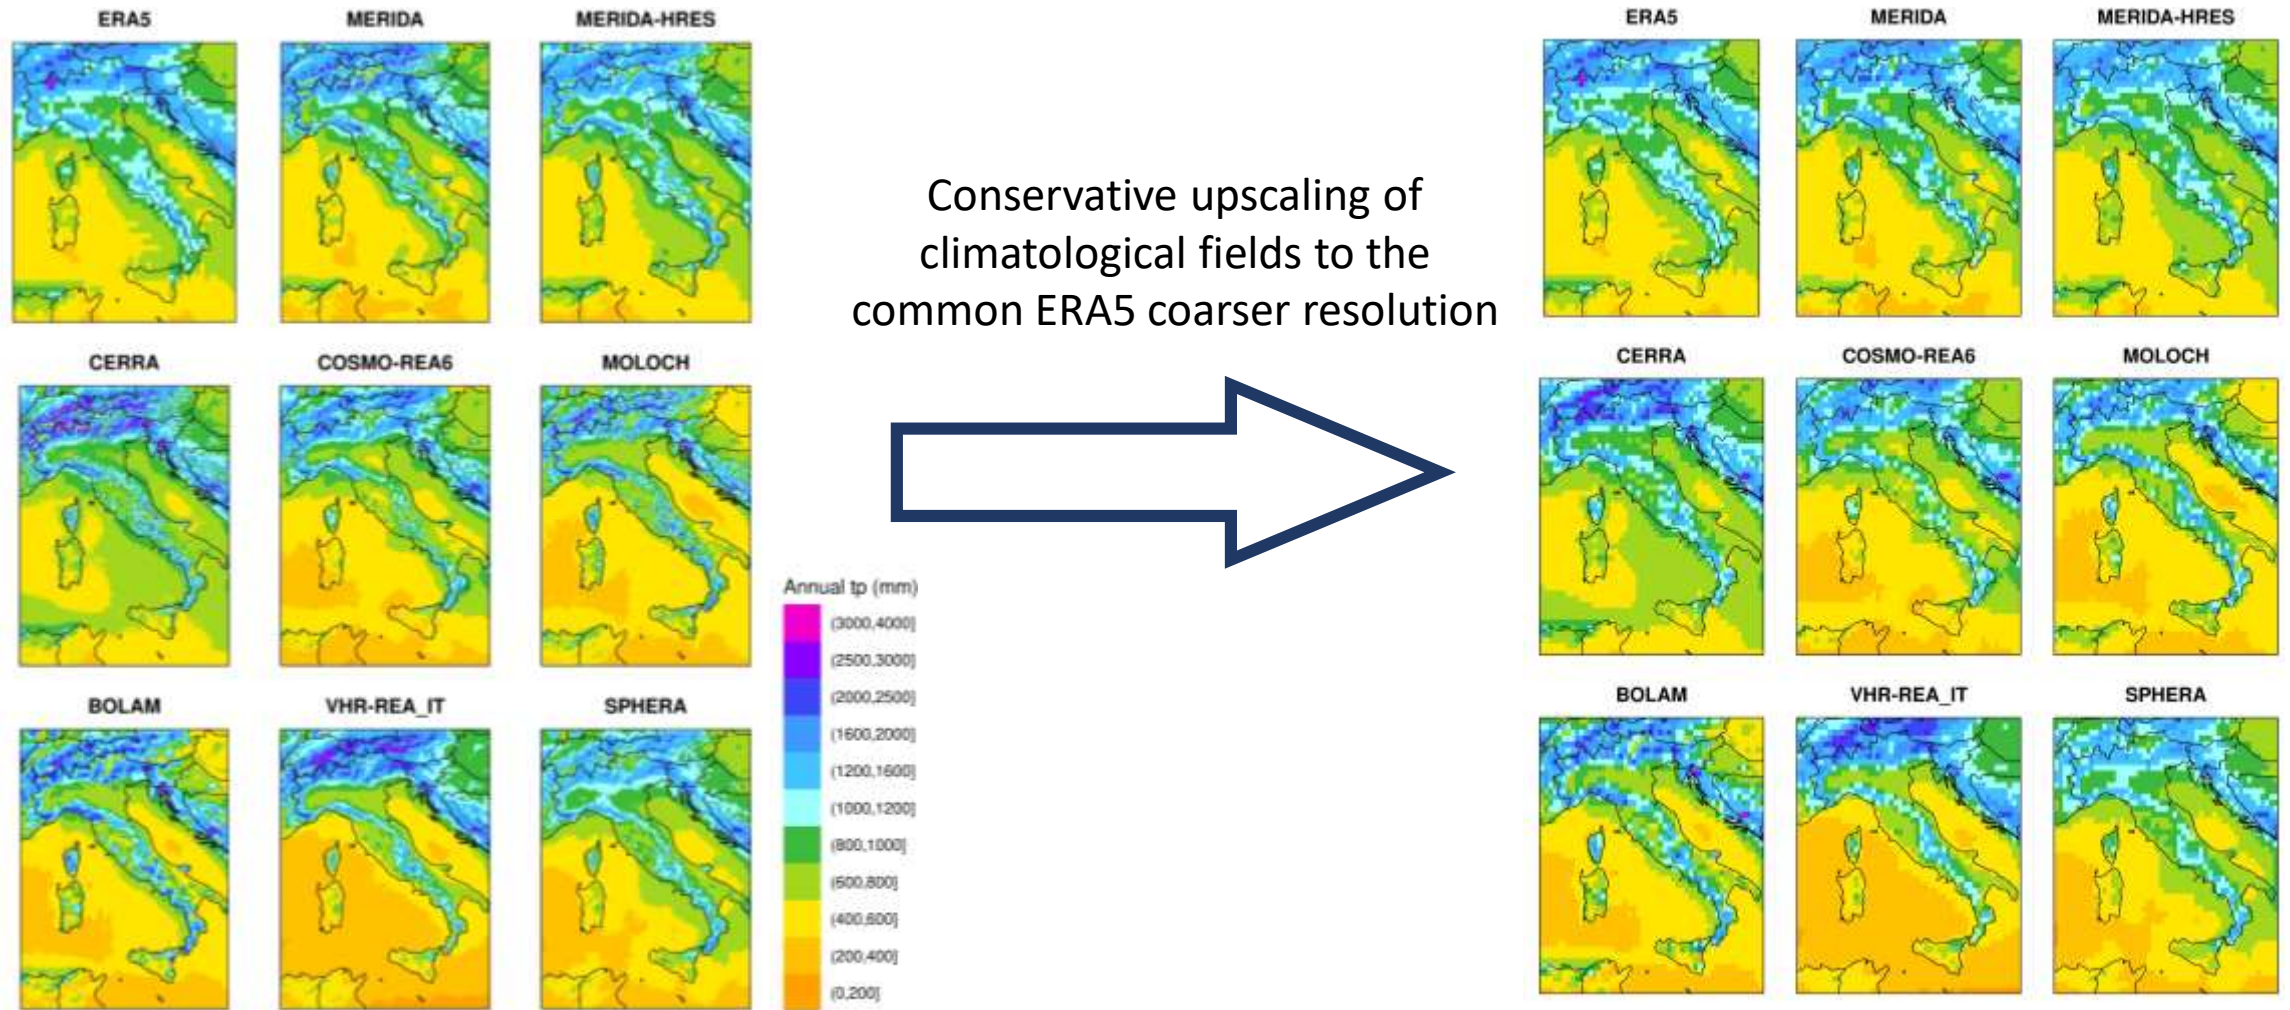 ERA5 MERIDA MERIDA-HRES
CERRA COSMO-REA6 MOLOCH
BOLAM VHR-REA_IT SPHERA
Annual tp (mm)
(3000,4000]
(2500,3000]
(2000,2500]
(1600,2000]
(1200,1600]
(1000,1200]
(800,1000]
(600,800]
(400,600]
(200,400]
(0,200]
Conservative upscaling of
climatological fields to the
common ERA5 coarser resolution
ERA5 MERIDA MERIDA-HRES
CERRA COSMO-REA6 MOLOCH
BOLAM VHR-REA_IT SPHERA